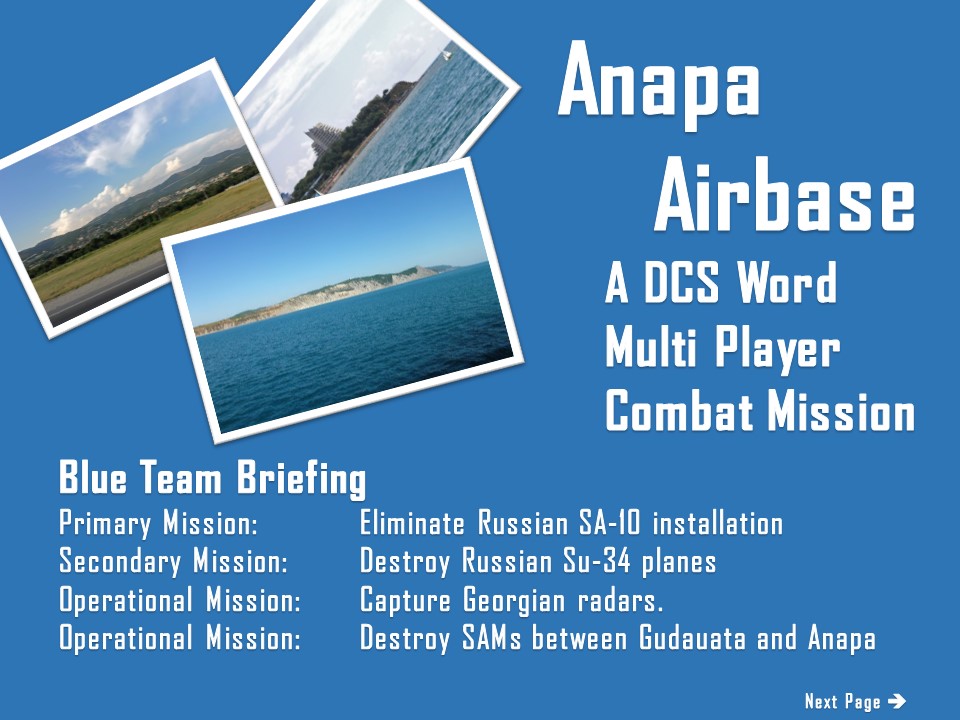 Anapa
Airbase
A DCS Word
Multi Player
Combat Mission
Blue Team Briefing
Primary Mission: Eliminate Russian SA-10 installation
Secondary Mission: Destroy Russian Su-34 planes
Operational Mission: Capture Georgian radars.
Operational Mission: Destroy SAMs between Gudauata and Anapa
Next Page →